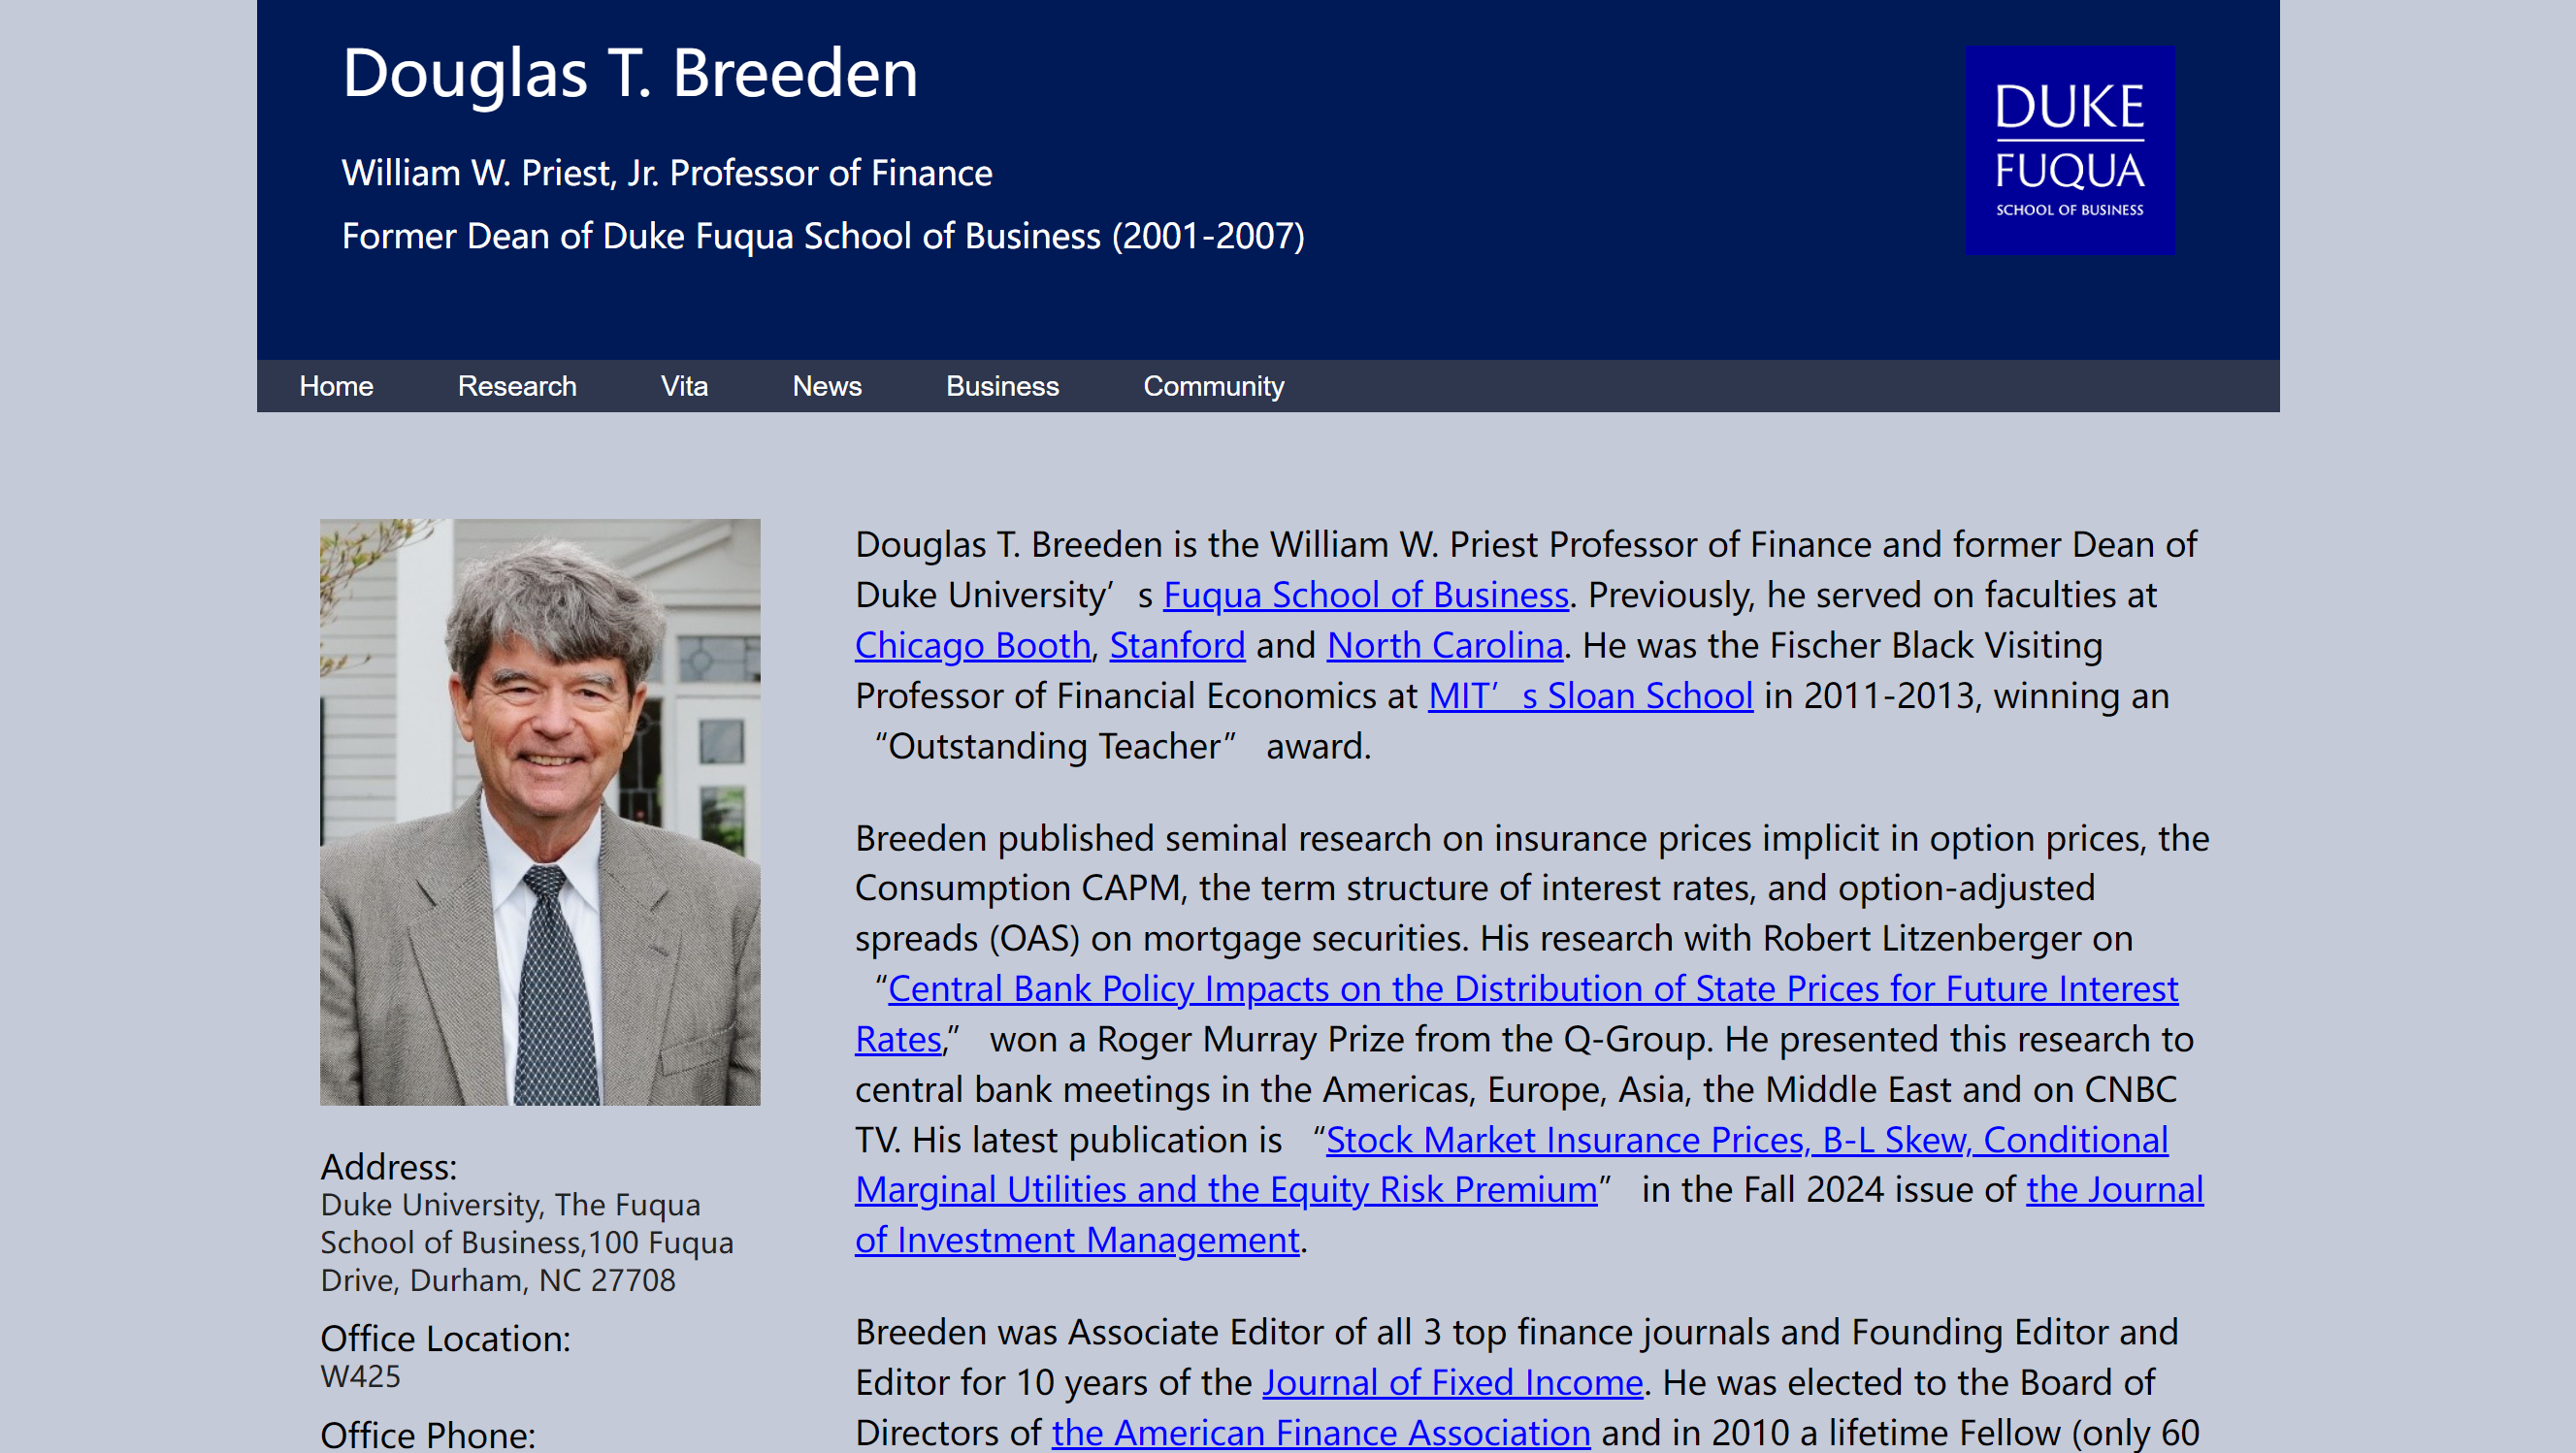 Douglas T. Breeden
William W. Priest, Jr. Professor of Finance
Former Dean of Duke Fuqua School of Business (2001-2007)
DUKE
FUQUA
SCHOOL OF BUSINESS
Home Research Vita News Business Community
Douglas T. Breeden is the William W. Priest Professor of Finance and former Dean of
Duke University’s Fuqua School of Business. Previously, he served on faculties at
Chicago Booth, Stanford and North Carolina. He was the Fischer Black Visiting
Professor of Financial Economics at MIT’s Sloan School in 2011-2013, winning an
“Outstanding Teacher” award.
Breeden published seminal research on insurance prices implicit in option prices, the
Consumption CAPM, the term structure of interest rates, and option-adjusted
spreads (OAS) on mortgage securities. His research with Robert Litzenberger on
“Central Bank Policy Impacts on the Distribution of State Prices for Future Interest
Rates,” won a Roger Murray Prize from the Q-Group. He presented this research to
central bank meetings in the Americas, Europe, Asia, the Middle East and on CNBC
TV. His latest publication is “Stock Market Insurance Prices, B-L Skew, Conditional
Marginal Utilities and the Equity Risk Premium” in the Fall 2024 issue of the Journal
of Investment Management.
Breeden was Associate Editor of all 3 top finance journals and Founding Editor and
Editor for 10 years of the Journal of Fixed Income. He was elected to the Board of
Directors of the American Finance Association and in 2010 a lifetime Fellow (only 60
Address:
Duke University, The Fuqua
School of Business,100 Fuqua
Drive, Durham, NC 27708
Office Location:
W425
Office Phone: